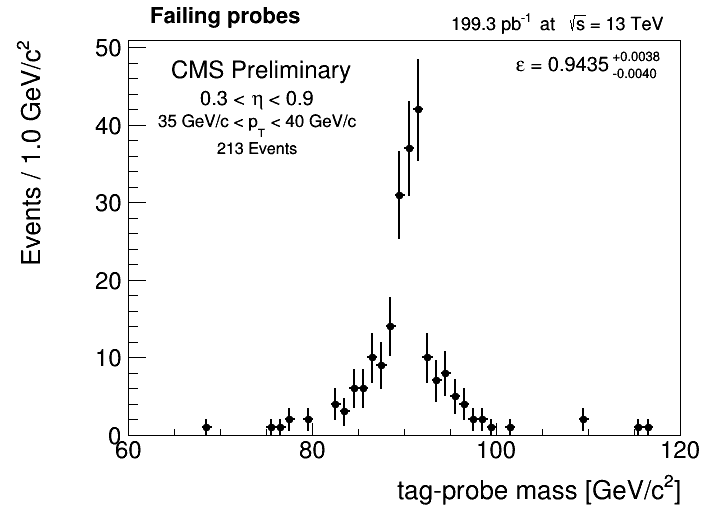 Failing probes
199.3 pb⁻¹ at √s = 13 TeV
CMS Preliminary
0.3 < η < 0.9
35 GeV/c < p_T < 40 GeV/c
213 Events
ε = 0.9435 +0.0038 -0.0040
Events / 1.0 GeV/c²
50
40
30
20
10
0
60 80 100 120
tag-probe mass [GeV/c²]